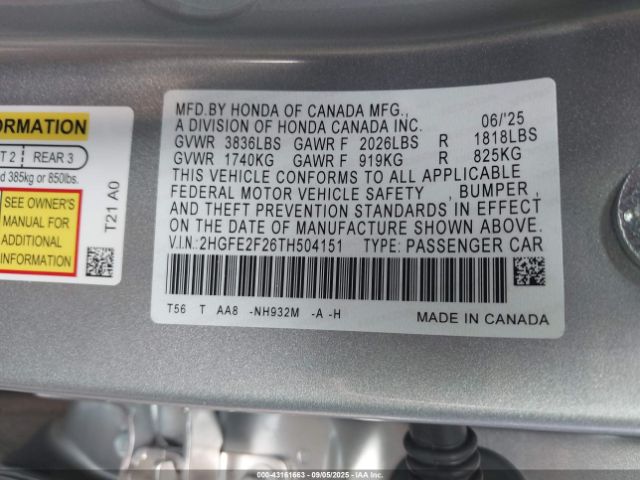 ORMATION
T 2 | REAR 3
d 385kg or 850lbs.
SEE OWNER'S
MANUAL FOR
ADDITIONAL
INFORMATION
T21 A0
MFD.BY HONDA OF CANADA MFG., 06/'25
A DIVISION OF HONDA CANADA INC.
GVWR 3836LBS GAWR F 2026LBS R 1818LBS
GVWR 1740KG GAWR F 919KG R 825KG
THIS VEHICLE CONFORMS TO ALL APPLICABLE
FEDERAL MOTOR VEHICLE SAFETY , BUMPER ,
AND THEFT PREVENTION STANDARDS IN EFFECT
ON THE DATE OF MANUFACTURE SHOWN ABOVE.
V.I.N.:2HGFE2F26TH504151 TYPE: PASSENGER CAR
T56 T AA8 -NH932M -A -H
MADE IN CANADA
000-43161663 - 09/05/2025 - IAA Inc.